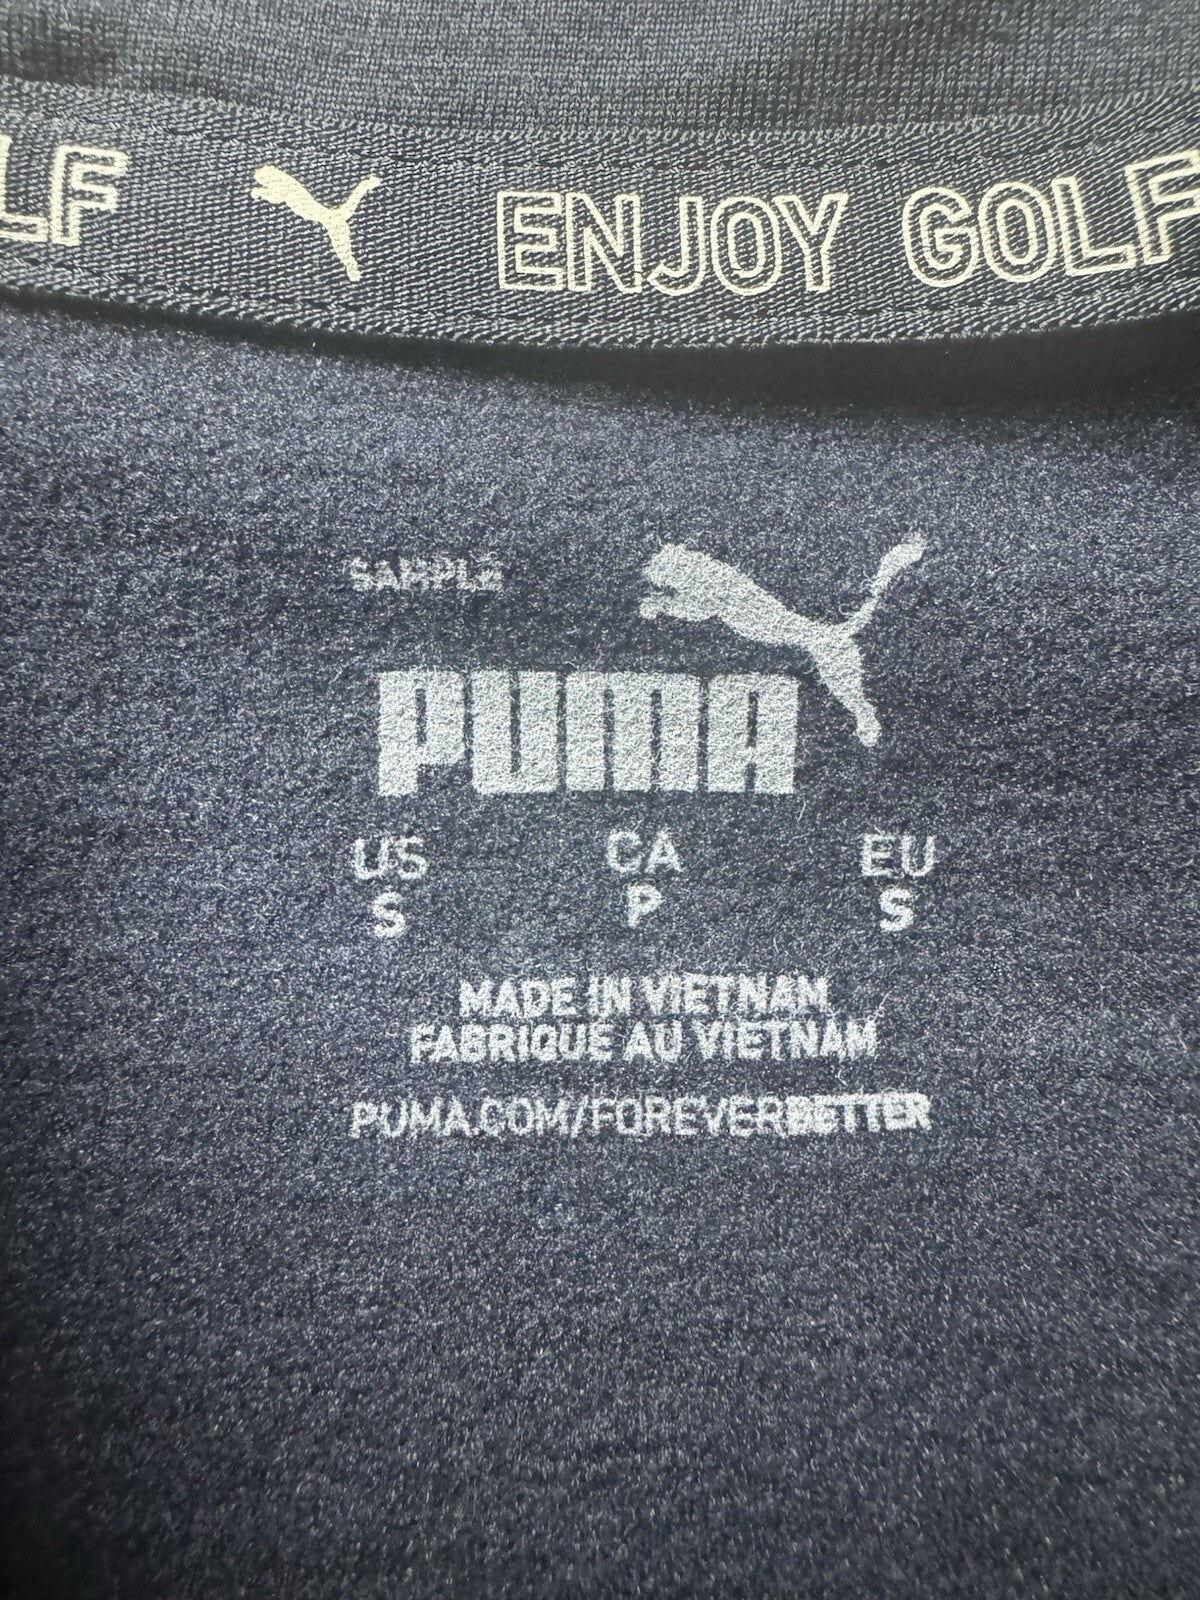 LF ENJOY GOLF
SAMPLE
PUMA
US CA EU
S P S
MADE IN VIETNAM
FABRIQUE AU VIETNAM
PUMA.COM/FOREVERBETTER